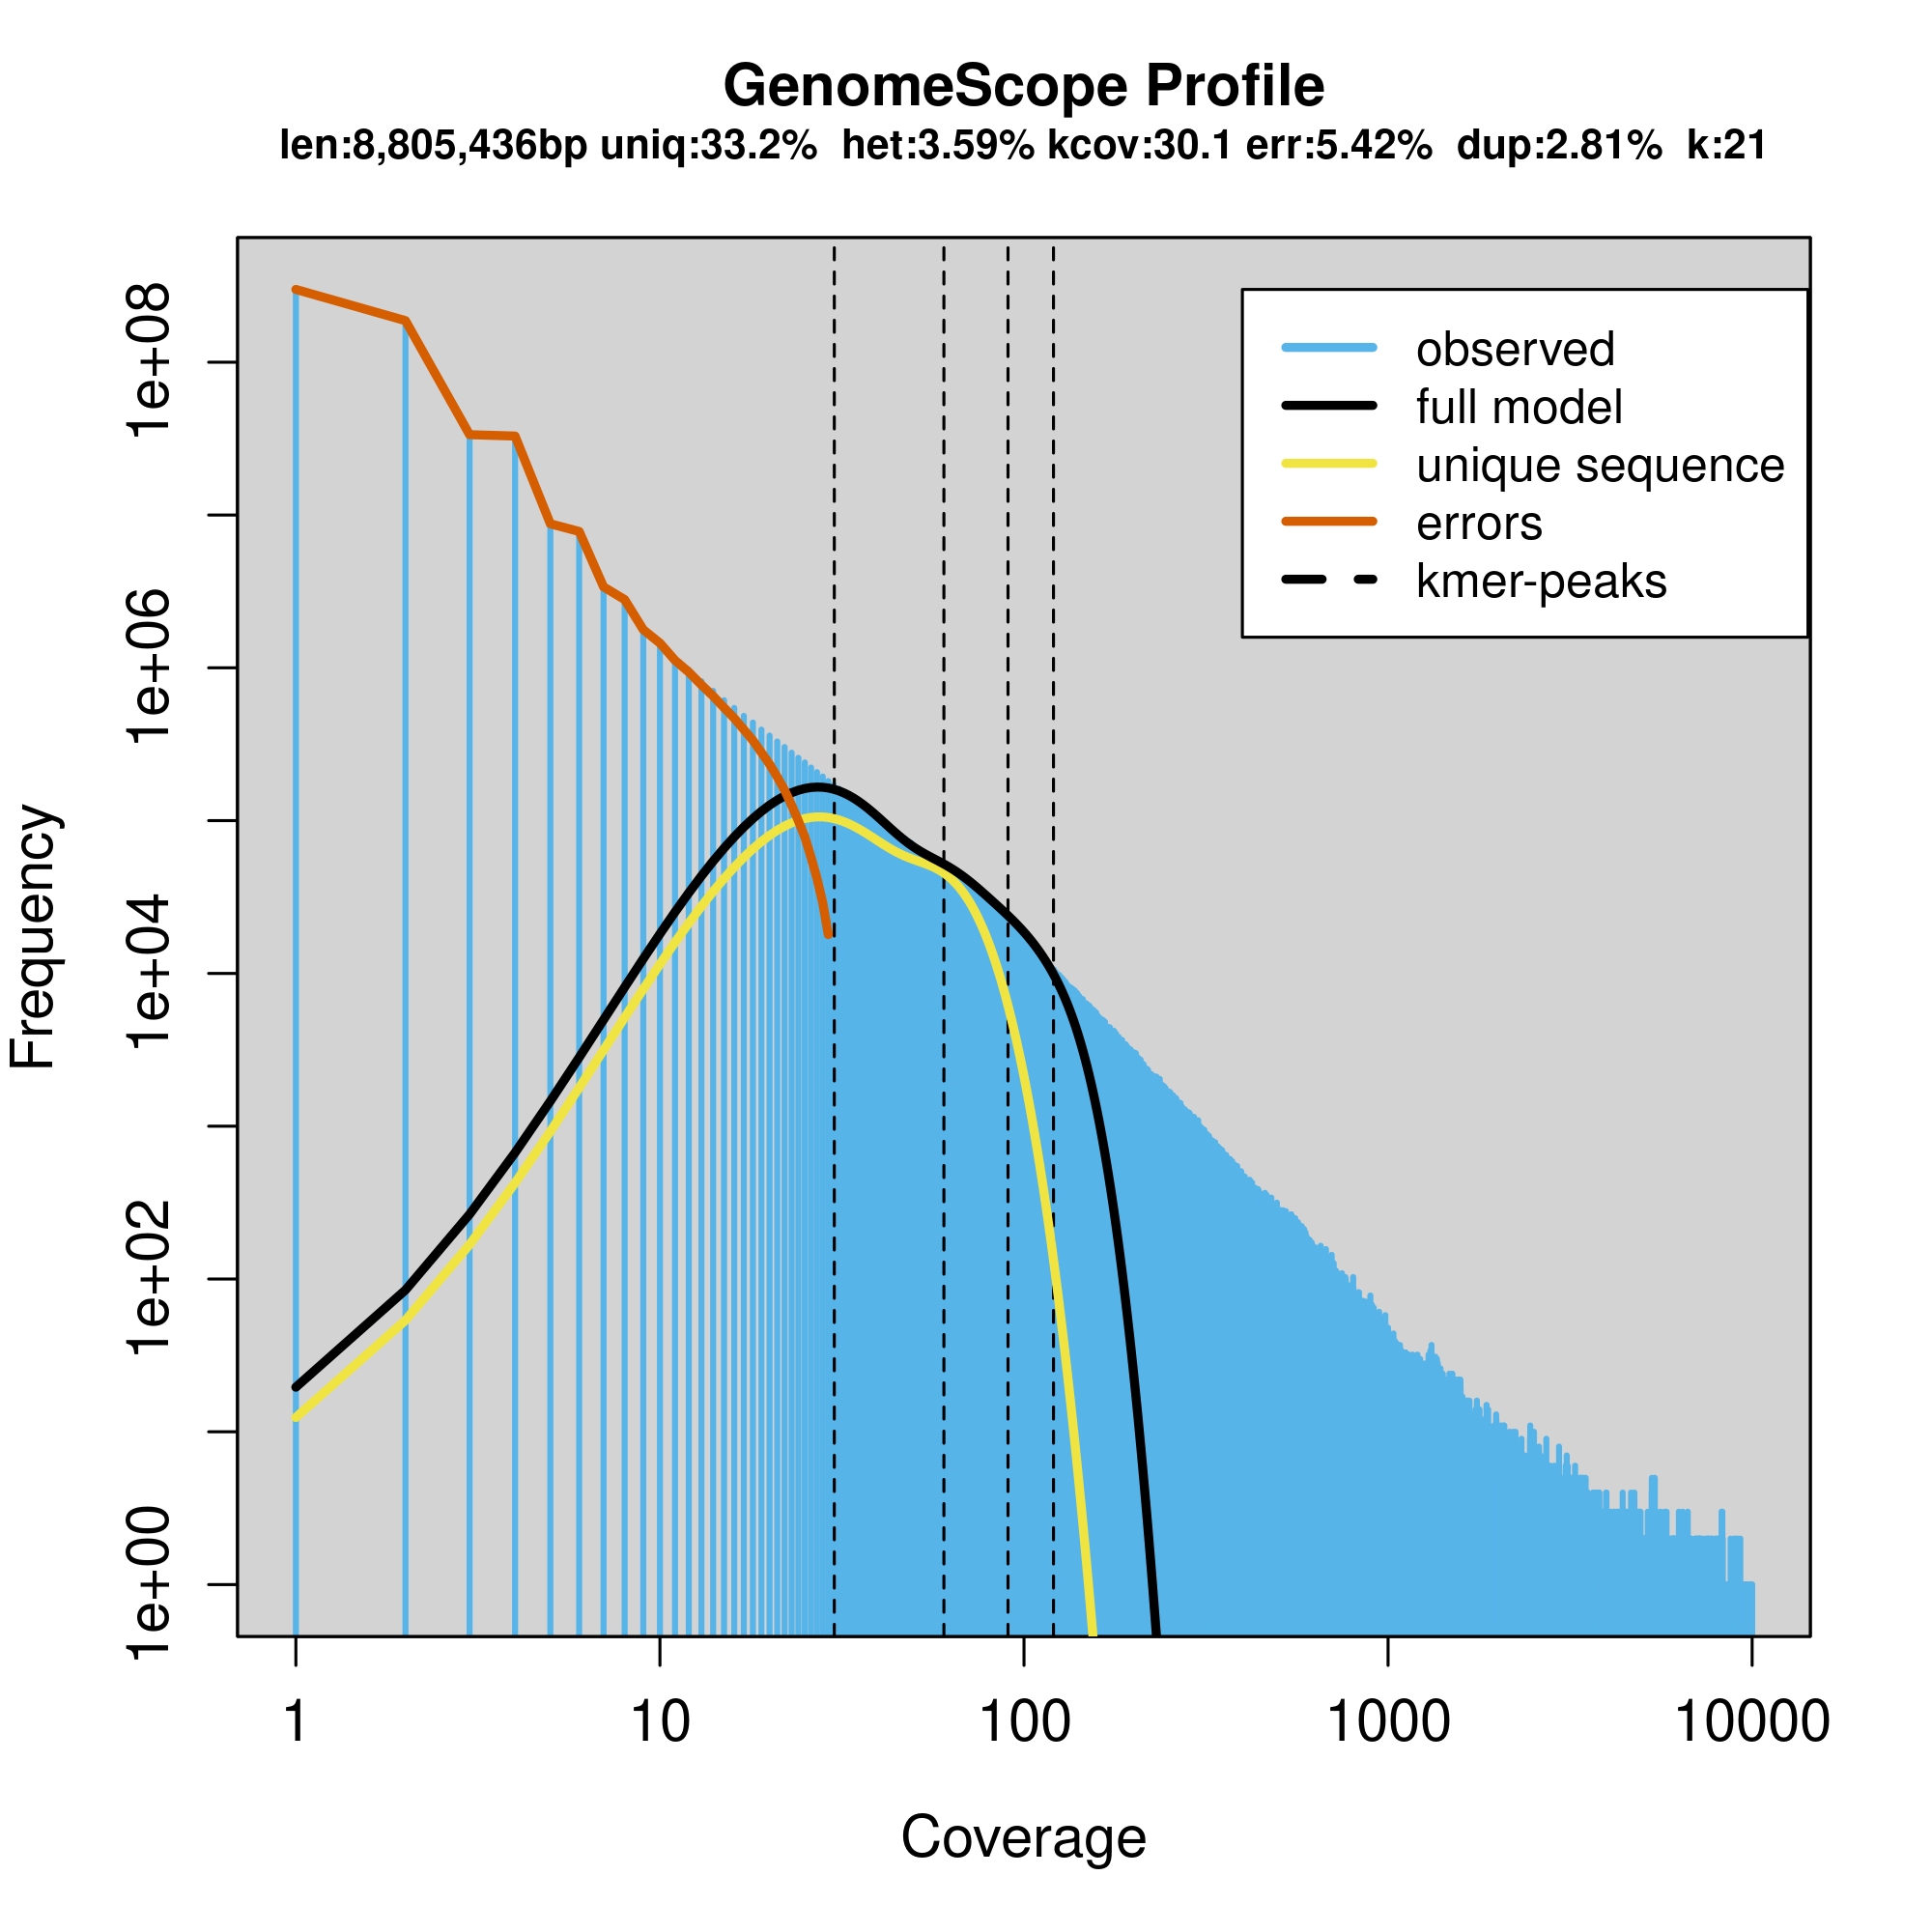 GenomeScope Profile
len:8,805,436bp uniq:33.2% het:3.59% kcov:30.1 err:5.42% dup:2.81% k:21
observed
full model
unique sequence
errors
kmer-peaks
Frequency
1e+08
1e+06
1e+04
1e+02
1e+00
1 10 100 1000 10000
Coverage